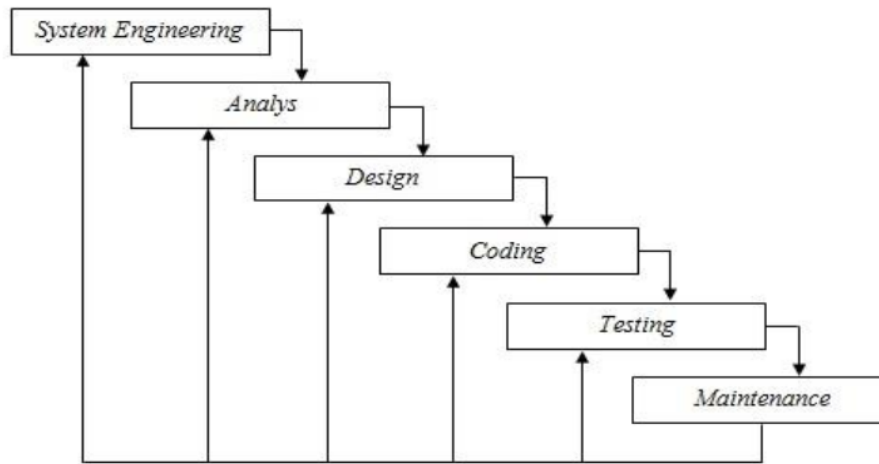 System Engineering
Analys
Design
Coding
Testing
Maintenance